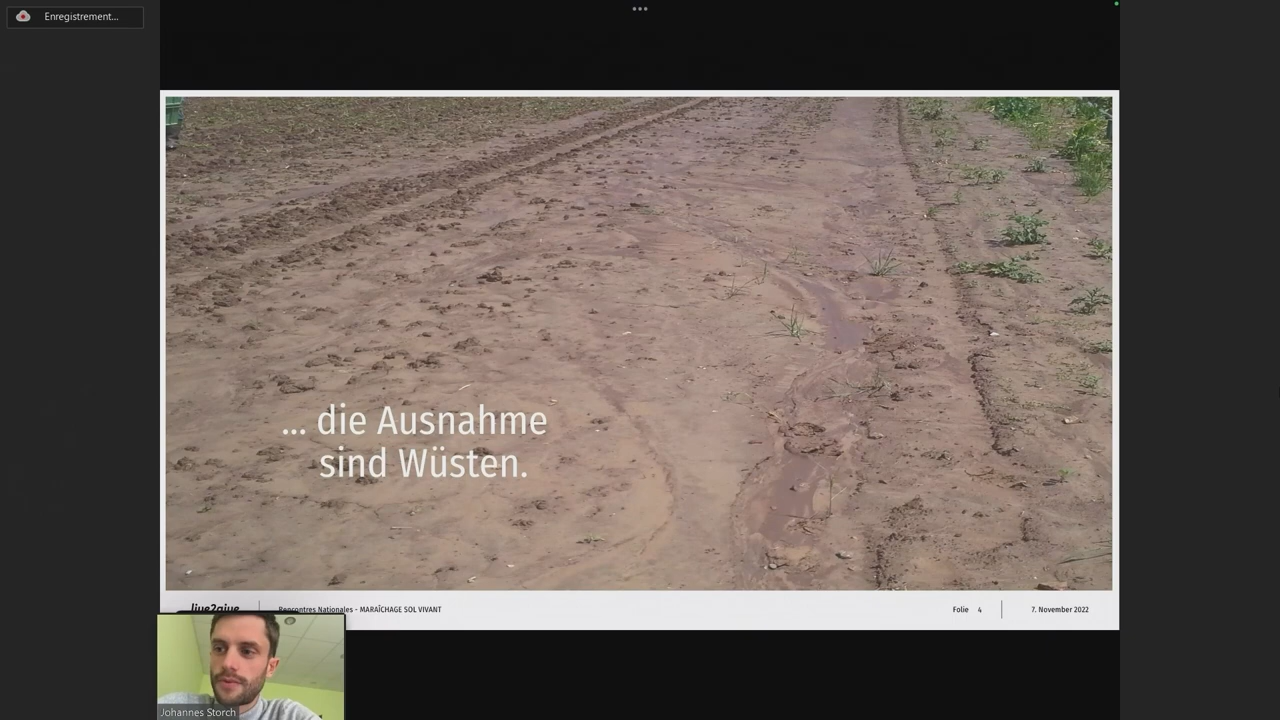 Enregistrement...
... die Ausnahme
sind Wüsten.
live2give
Rencontres Nationales - MARAÎCHAGE SOL VIVANT
Folie 4
7. November 2022
Johannes Storch